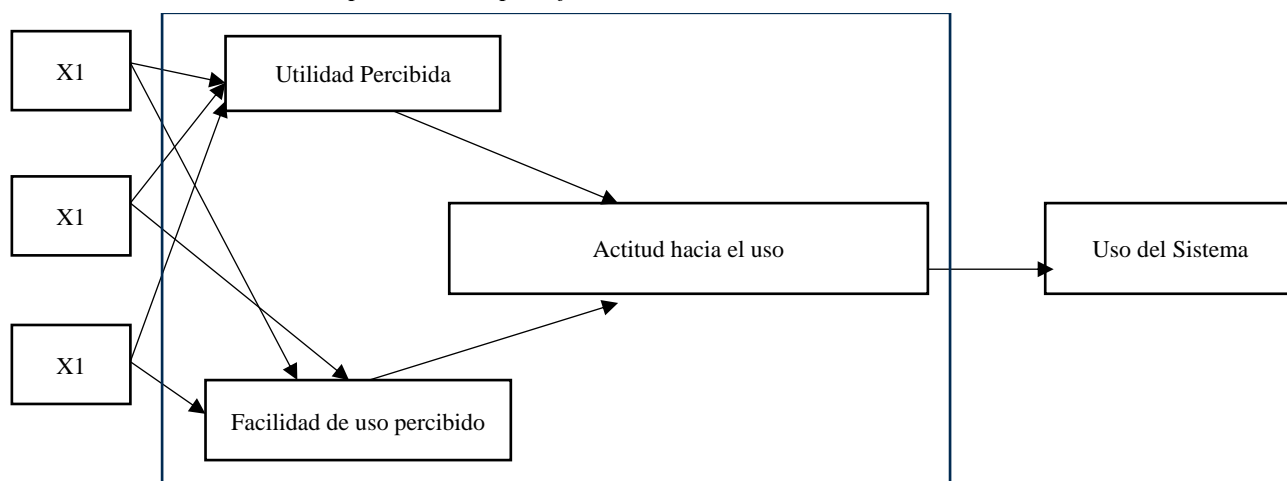 X1
Utilidad Percibida
X1
Actitud hacia el uso
Uso del Sistema
X1
Facilidad de uso percibido